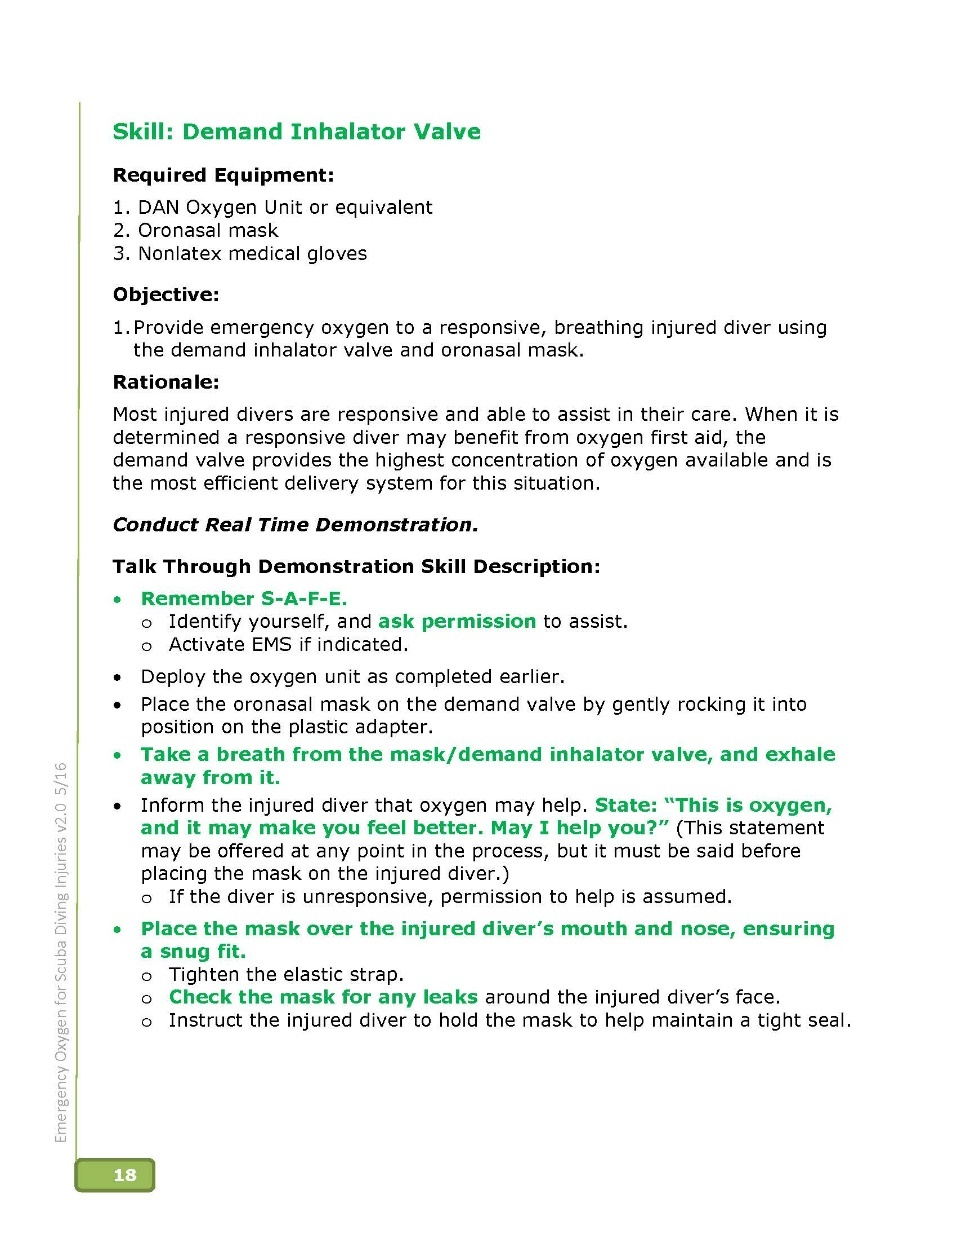 Skill: Demand Inhalator Valve
Required Equipment:
1. DAN Oxygen Unit or equivalent
2. Oronasal mask
3. Nonlatex medical gloves
Objective:
1. Provide emergency oxygen to a responsive, breathing injured diver using
the demand inhalator valve and oronasal mask.
Rationale:
Most injured divers are responsive and able to assist in their care. When it is
determined a responsive diver may benefit from oxygen first aid, the
demand valve provides the highest concentration of oxygen available and is
the most efficient delivery system for this situation.
Conduct Real Time Demonstration.
Talk Through Demonstration Skill Description:
• Remember S-A-F-E.
o Identify yourself, and ask permission to assist.
o Activate EMS if indicated.
• Deploy the oxygen unit as completed earlier.
• Place the oronasal mask on the demand valve by gently rocking it into
position on the plastic adapter.
• Take a breath from the mask/demand inhalator valve, and exhale
away from it.
• Inform the injured diver that oxygen may help. State: “This is oxygen,
and it may make you feel better. May I help you?” (This statement
may be offered at any point in the process, but it must be said before
placing the mask on the injured diver.)
o If the diver is unresponsive, permission to help is assumed.
• Place the mask over the injured diver’s mouth and nose, ensuring
a snug fit.
o Tighten the elastic strap.
o Check the mask for any leaks around the injured diver’s face.
o Instruct the injured diver to hold the mask to help maintain a tight seal.
Emergency Oxygen for Scuba Diving Injuries v2.0 5/16
18